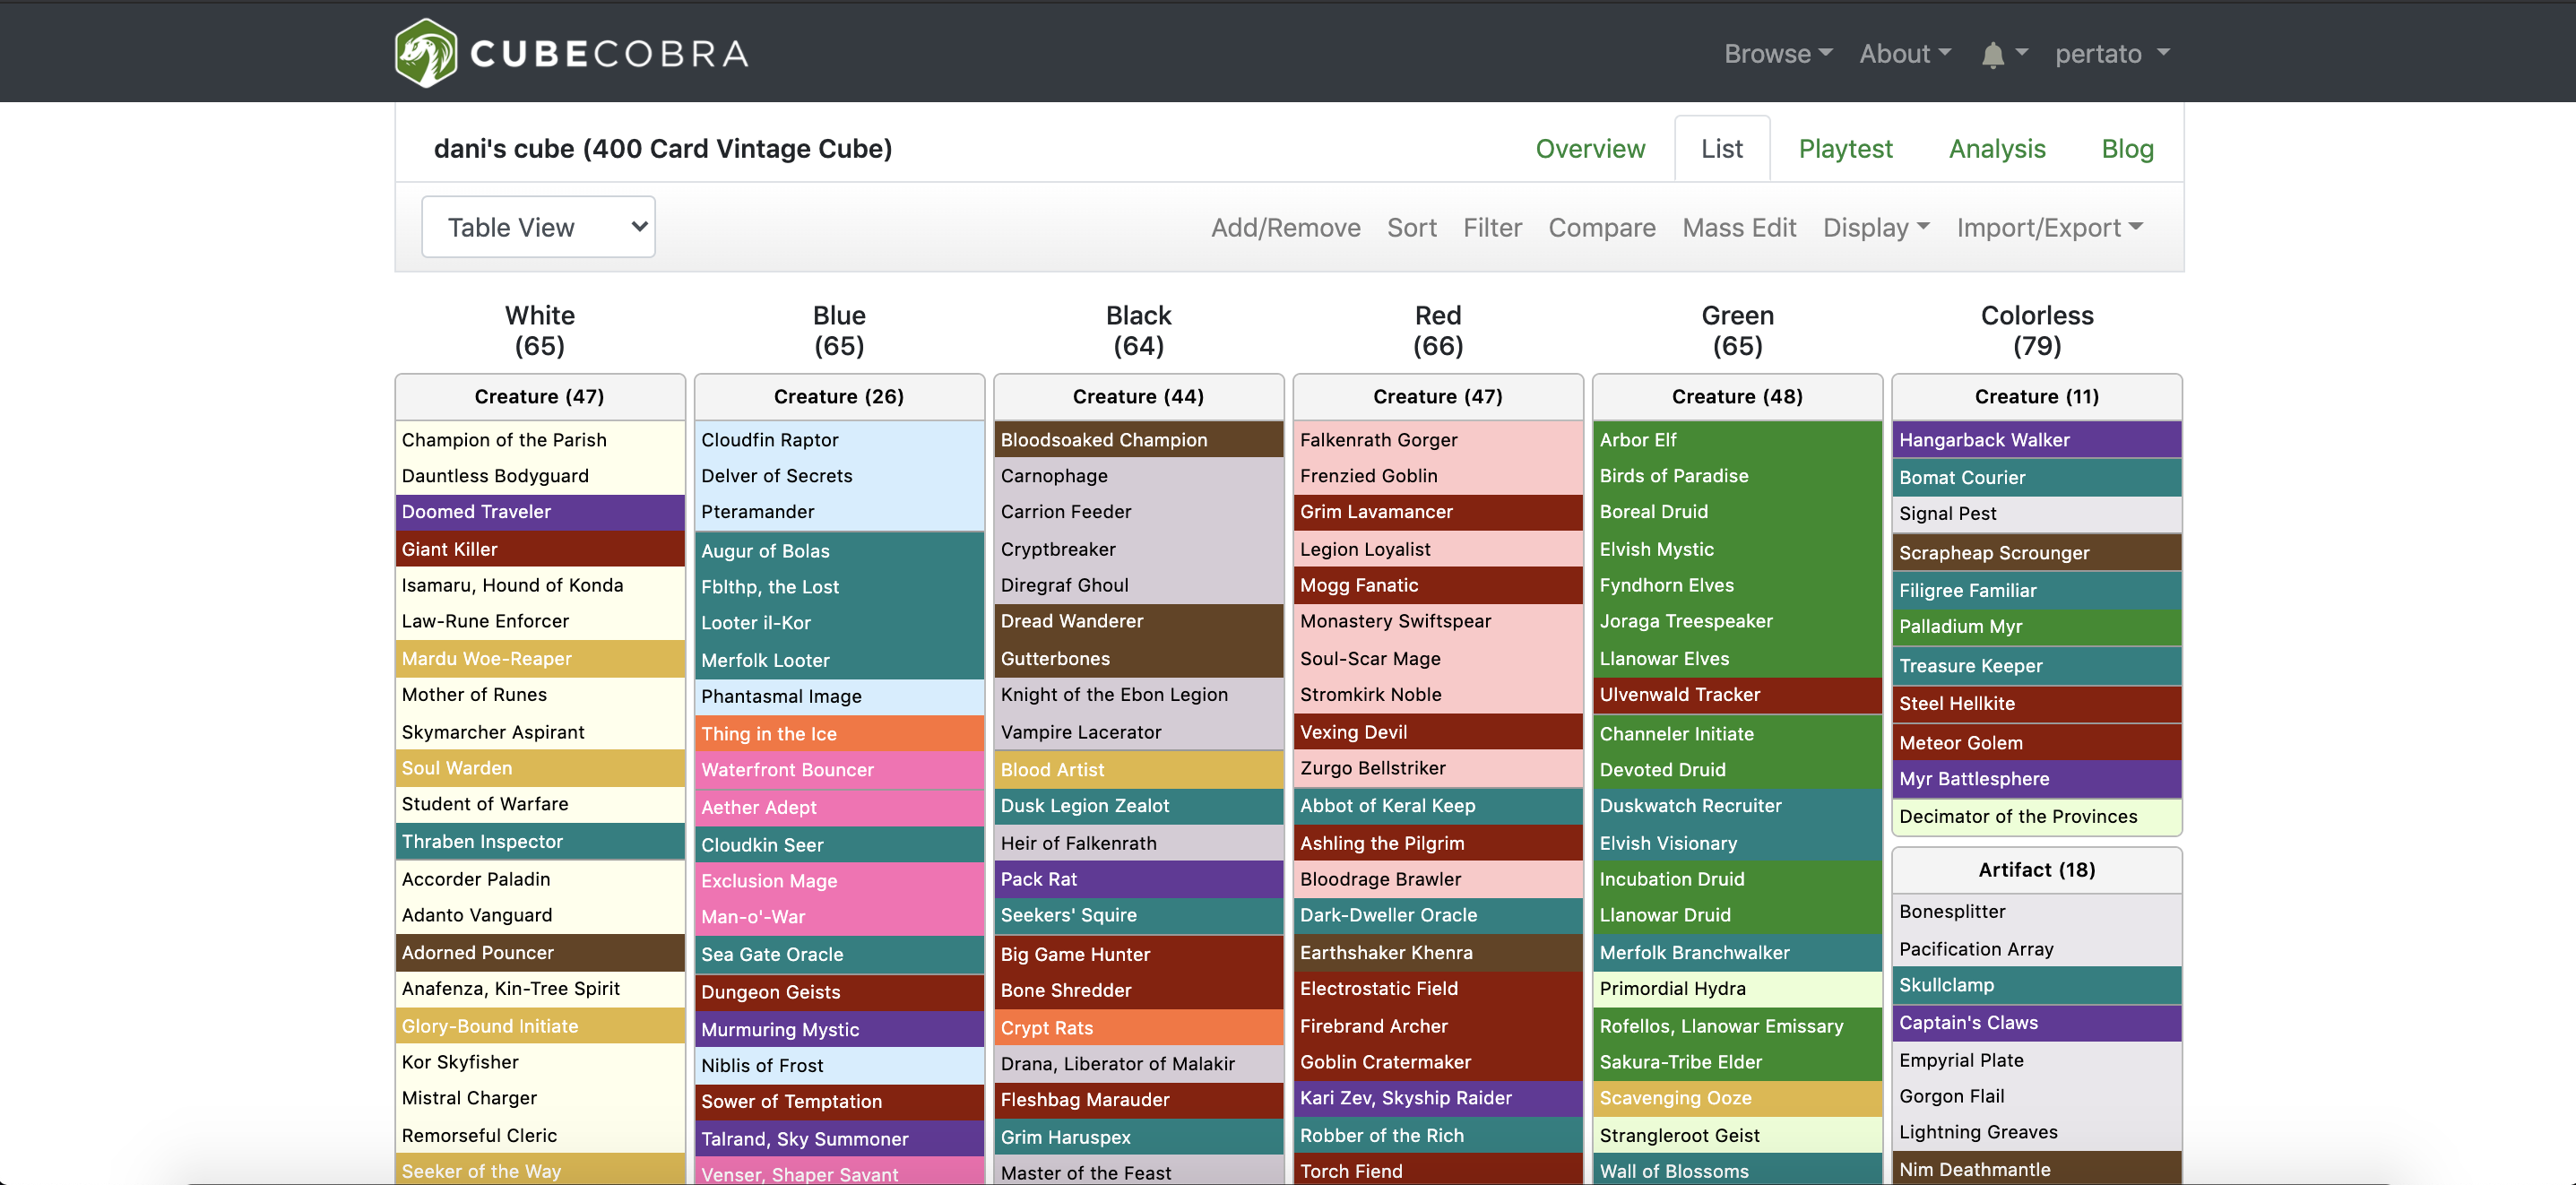 CUBECOBRA
Browse About pertato
dani's cube (400 Card Vintage Cube)
Overview List Playtest Analysis Blog
Table View
Add/Remove Sort Filter Compare Mass Edit Display Import/Export
White
(65)
Creature (47)
Champion of the Parish
Dauntless Bodyguard
Doomed Traveler
Giant Killer
Isamaru, Hound of Konda
Law-Rune Enforcer
Mardu Woe-Reaper
Mother of Runes
Skymarcher Aspirant
Soul Warden
Student of Warfare
Thraben Inspector
Accorder Paladin
Adanto Vanguard
Adorned Pouncer
Anafenza, Kin-Tree Spirit
Glory-Bound Initiate
Kor Skyfisher
Mistral Charger
Remorseful Cleric
Seeker of the Way
Blue
(65)
Creature (26)
Cloudfin Raptor
Delver of Secrets
Pteramander
Augur of Bolas
Fblthp, the Lost
Looter il-Kor
Merfolk Looter
Phantasmal Image
Thing in the Ice
Waterfront Bouncer
Aether Adept
Cloudkin Seer
Exclusion Mage
Man-o'-War
Sea Gate Oracle
Dungeon Geists
Murmuring Mystic
Niblis of Frost
Sower of Temptation
Talrand, Sky Summoner
Venser, Shaper Savant
Black
(64)
Creature (44)
Bloodsoaked Champion
Carnophage
Carrion Feeder
Cryptbreaker
Diregraf Ghoul
Dread Wanderer
Gutterbones
Knight of the Ebon Legion
Vampire Lacerator
Blood Artist
Dusk Legion Zealot
Heir of Falkenrath
Pack Rat
Seekers' Squire
Big Game Hunter
Bone Shredder
Crypt Rats
Drana, Liberator of Malakir
Fleshbag Marauder
Grim Haruspex
Master of the Feast
Red
(66)
Creature (47)
Falkenrath Gorger
Frenzied Goblin
Grim Lavamancer
Legion Loyalist
Mogg Fanatic
Monastery Swiftspear
Soul-Scar Mage
Stromkirk Noble
Vexing Devil
Zurgo Bellstriker
Abbot of Keral Keep
Ashling the Pilgrim
Bloodrage Brawler
Dark-Dweller Oracle
Earthshaker Khenra
Electrostatic Field
Firebrand Archer
Goblin Cratermaker
Kari Zev, Skyship Raider
Robber of the Rich
Torch Fiend
Green
(65)
Creature (48)
Arbor Elf
Birds of Paradise
Boreal Druid
Elvish Mystic
Fyndhorn Elves
Joraga Treespeaker
Llanowar Elves
Ulvenwald Tracker
Channeler Initiate
Devoted Druid
Duskwatch Recruiter
Elvish Visionary
Incubation Druid
Llanowar Druid
Merfolk Branchwalker
Primordial Hydra
Rofellos, Llanowar Emissary
Sakura-Tribe Elder
Scavenging Ooze
Strangleroot Geist
Wall of Blossoms
Colorless
(79)
Creature (11)
Hangarback Walker
Bomat Courier
Signal Pest
Scrapheap Scrounger
Filigree Familiar
Palladium Myr
Treasure Keeper
Steel Hellkite
Meteor Golem
Myr Battlesphere
Decimator of the Provinces
Artifact (18)
Bonesplitter
Pacification Array
Skullclamp
Captain's Claws
Empyrial Plate
Gorgon Flail
Lightning Greaves
Nim Deathmantle